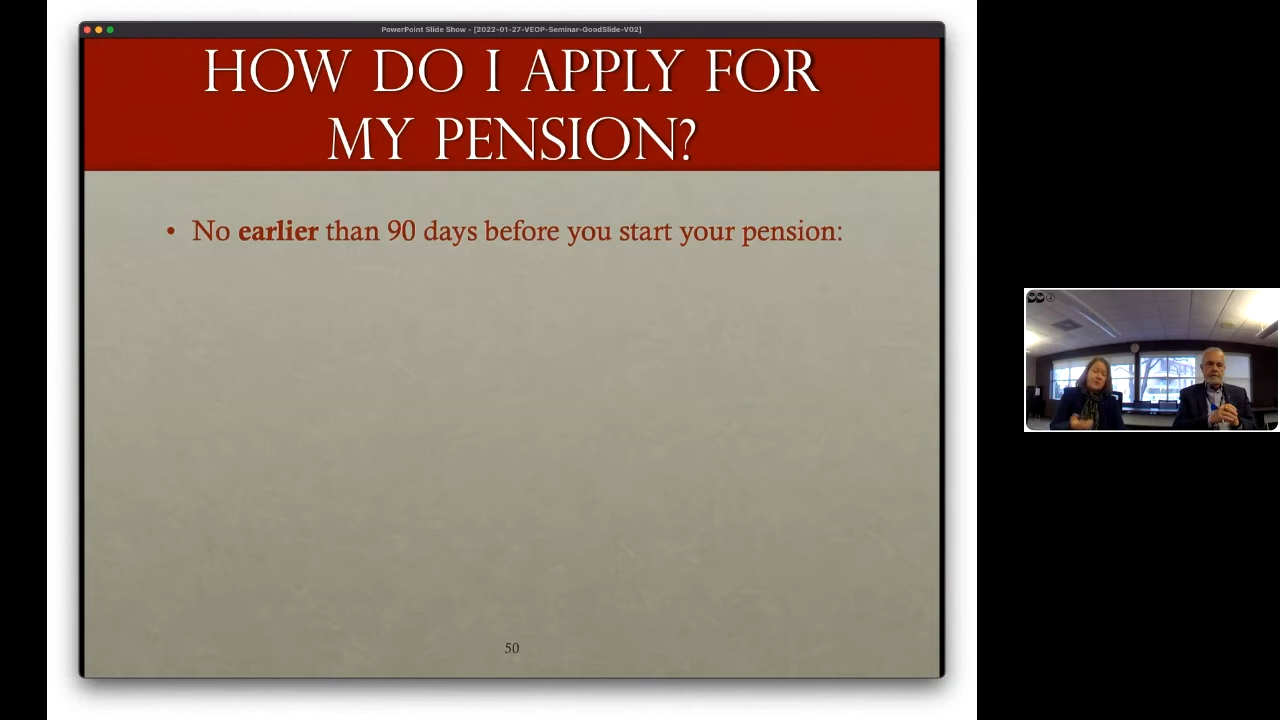 PowerPoint Slide Show - [2022-01-27-VEOP-Seminar-GoodSlide-V02]
HOW DO I APPLY FOR
MY PENSION?
• No earlier than 90 days before you start your pension:
50